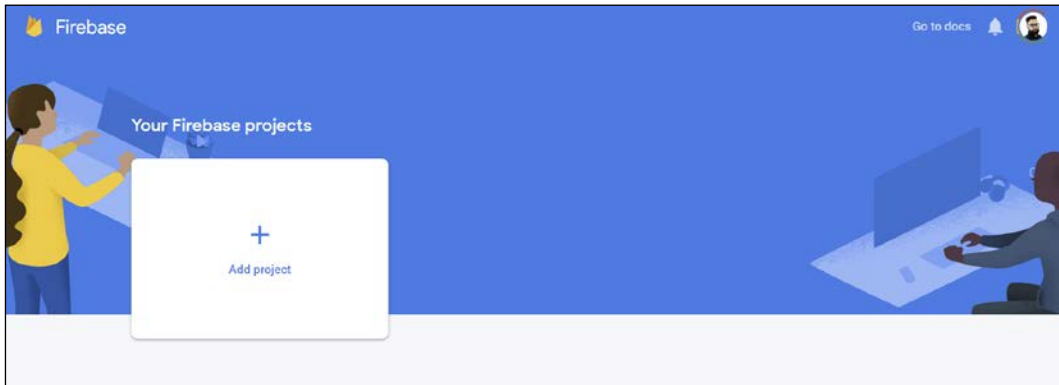 Firebase
Go to docs
Your Firebase projects
Add project